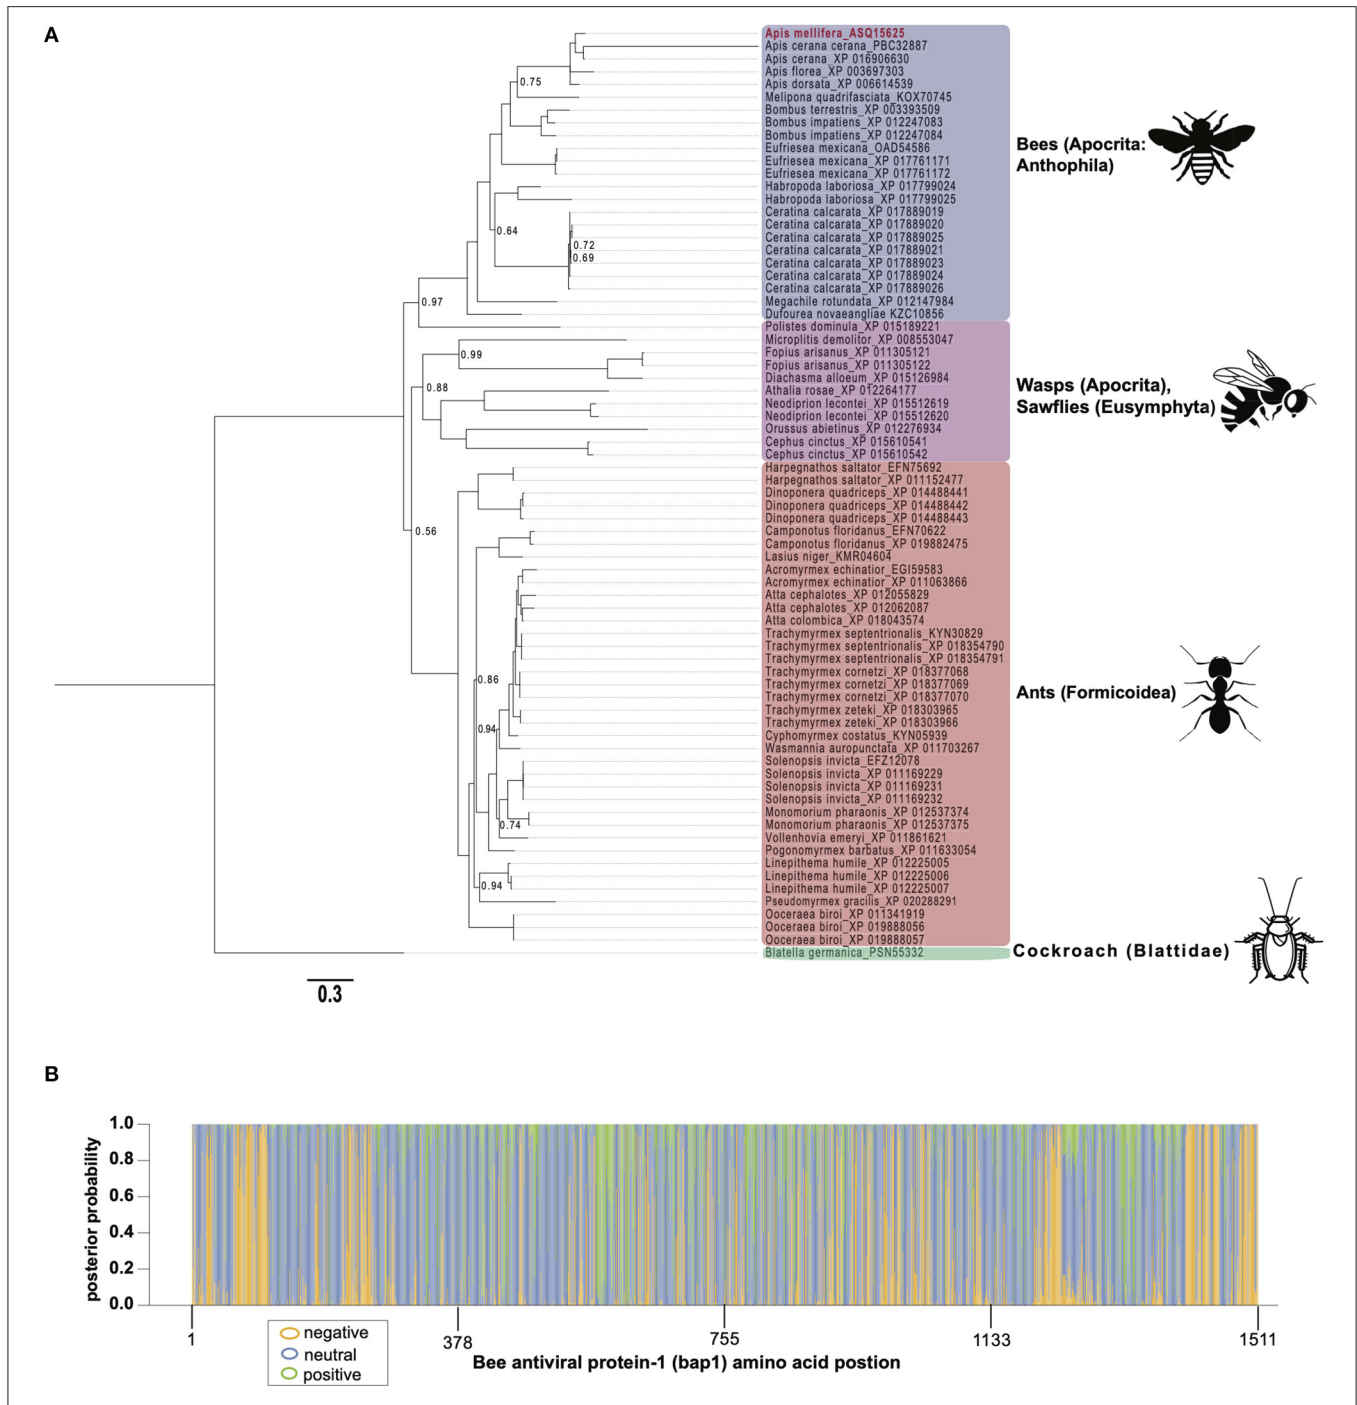 A
Apis mellifera_ASQ15625
Apis cerana cerana_PBC32887
Apis cerana_XP 016906630
Apis florea_XP 003697303
0.75
Apis dorsata_XP 006614539
Melipona quadrifasciata_KOX70745
Bombus terrestris_XP 003393509
Bombus impatiens_XP 012247083
Bombus impatiens_XP 012247084
Eufriesea mexicana_OAD54586
Eufriesea mexicana_XP 017761171
Eufriesea mexicana_XP 017761172
Bees (Apocrita:
Anthophila)
Habropoda laboriosa_XP 017799024
Habropoda laboriosa_XP 017799025
Ceratina calcarata_XP 017889019
Ceratina calcarata_XP 017889020
0.64
Ceratina calcarata_XP 017889025
0.72
Ceratina calcarata_XP 017889021
0.69
Ceratina calcarata_XP 017889023
Ceratina calcarata_XP 017889024
Ceratina calcarata_XP 017889026
0.97
Megachile rotundata_XP 012147984
Dufourea novaeangliae KZC10856
Polistes dominula_XP 015189221
Microplitis demolitor_XP 008553047
0.99
Fopius arisanus_XP 011305121
Fopius arisanus_XP 011305122
Diachasma alloeum_XP 015126984
0.88
Athalia rosae_XP 012264177
Neodiprion lecontei_XP 015512619
Neodiprion lecontei_XP 015512620
Wasps (Apocrita),
Sawflies (Eusymphyta)
Orussus abietinus_XP 012276934
Cephus cinctus_XP 015610541
Cephus cinctus_XP 015610542
Harpegnathos saltator_EFN75692
Harpegnathos saltator_XP 011152477
Dinoponera quadriceps_XP 014488441
Dinoponera quadriceps_XP 014488442
Dinoponera quadriceps_XP 014488443
0.56
Camponotus floridanus_EFN70622
Camponotus floridanus_XP 019882475
Lasius niger_KMR04604
Acromyrmex echinatior_EGI59583
Acromyrmex echinatior_XP 011063866
Atta cephalotes_XP 012055829
Atta cephalotes_XP 012062087
Atta colombica_XP 018043574
Trachymyrmex septentrionalis_KYN30829
Trachymyrmex septentrionalis_XP 018354790
Trachymyrmex septentrionalis_XP 018354791
Trachymyrmex cornetzi_XP 018377068
0.86
Trachymyrmex cornetzi_XP 018377069
Trachymyrmex cornetzi_XP 018377070
Ants (Formicoidea)
Trachymyrmex zeteki_XP 018303965
Trachymyrmex zeteki_XP 018303966
0.94
Cyphomyrmex costatus_KYN05939
Wasmannia auropunctata_XP 011703267
Solenopsis invicta_EFZ12078
Solenopsis invicta_XP 011169229
Solenopsis invicta_XP 011169231
Solenopsis invicta_XP 011169232
Monomorium pharaonis_XP 012537374
0.74
Monomorium pharaonis_XP 012537375
Vollenhovia emeryi_XP 011861621
Pogonomyrmex barbatus_XP 011633054
Linepithema humile_XP 012225005
Linepithema humile_XP 012225006
0.94
Linepithema humile_XP 012225007
Pseudomyrmex gracilis_XP 020288291
Ooceraea biroi_XP 011341919
Ooceraea biroi_XP 019888056
Ooceraea biroi_XP 019888057
Blatella germanica_PSN55332
Cockroach (Blattidae)
0.3
B
posterior probability
1.0
0.8
0.6
0.4
0.2
0.0
1
378
755
1133
1511
Bee antiviral protein-1 (bap1) amino acid postion
negative
neutral
positive